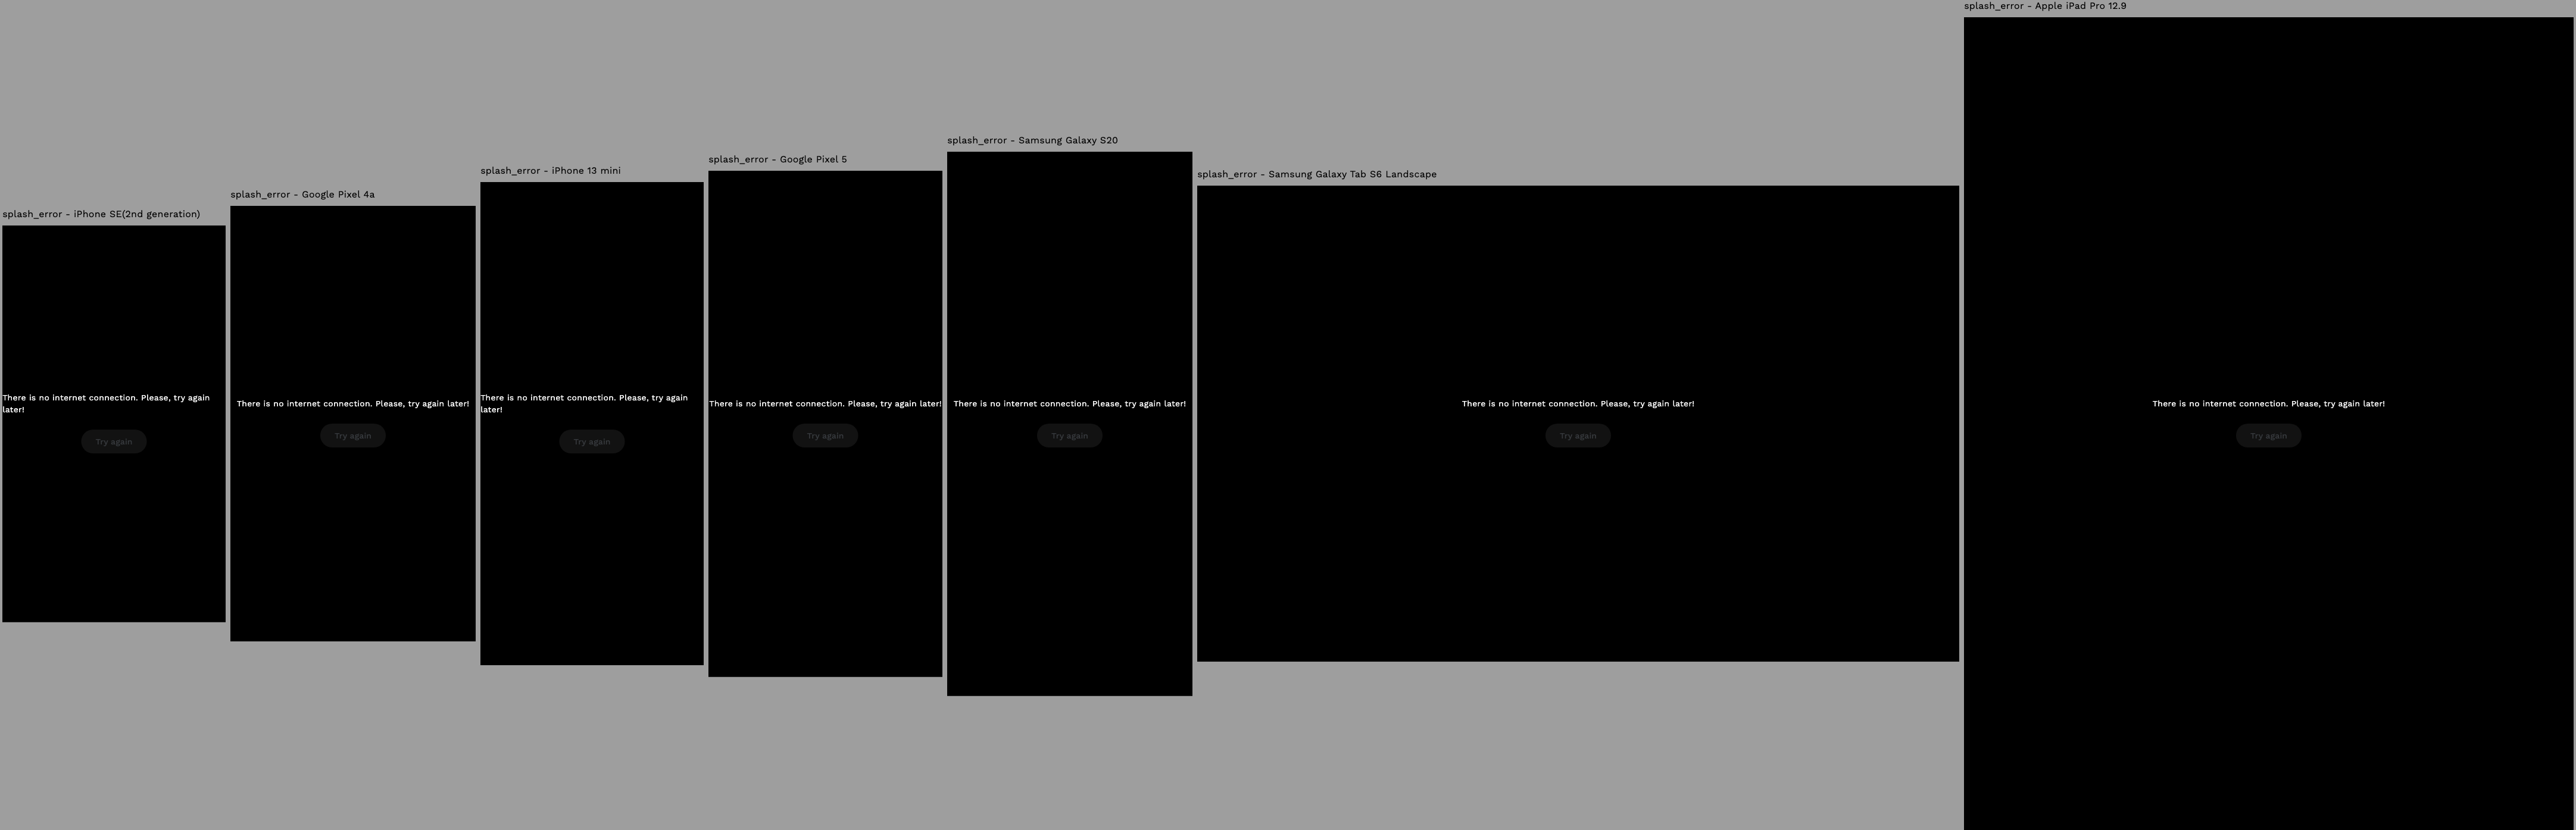 splash_error - iPhone SE(2nd generation)
There is no internet connection. Please, try again
later!
Try again
splash_error - Google Pixel 4a
There is no internet connection. Please, try again later!
Try again
splash_error - iPhone 13 mini
There is no internet connection. Please, try again
later!
Try again
splash_error - Google Pixel 5
There is no internet connection. Please, try again later!
Try again
splash_error - Samsung Galaxy S20
There is no internet connection. Please, try again later!
Try again
splash_error - Samsung Galaxy Tab S6 Landscape
There is no internet connection. Please, try again later!
Try again
splash_error - Apple iPad Pro 12.9
There is no internet connection. Please, try again later!
Try again